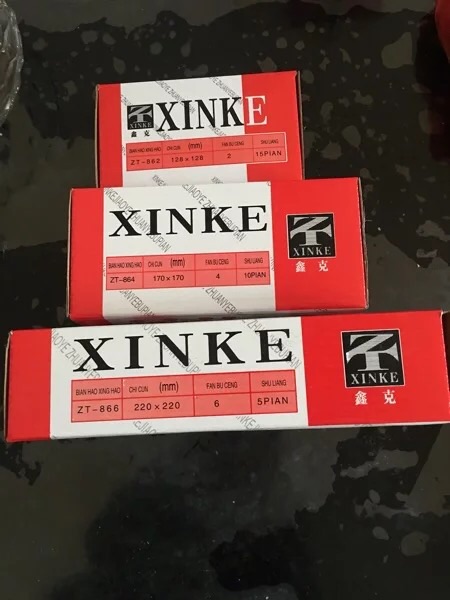 XINKE
XINKE
鑫克
BIAN HAO XING HAO CHI CUN (mm) FAN BU CENG SHU LIANG
ZT-862 128×128 2 15PIAN
XINKEJIAOYE ZHUANYEBUPIAN
XINKE
XINKE
鑫克
BIAN HAO XING HAO CHI CUN (mm) FAN BU CENG SHU LIANG
ZT-864 170×170 4 10PIAN
XINKE
XINKE
鑫克
BIAN HAO XING HAO CHI CUN (mm) FAN BU CENG SHU LIANG
ZT-866 220×220 6 5PIAN